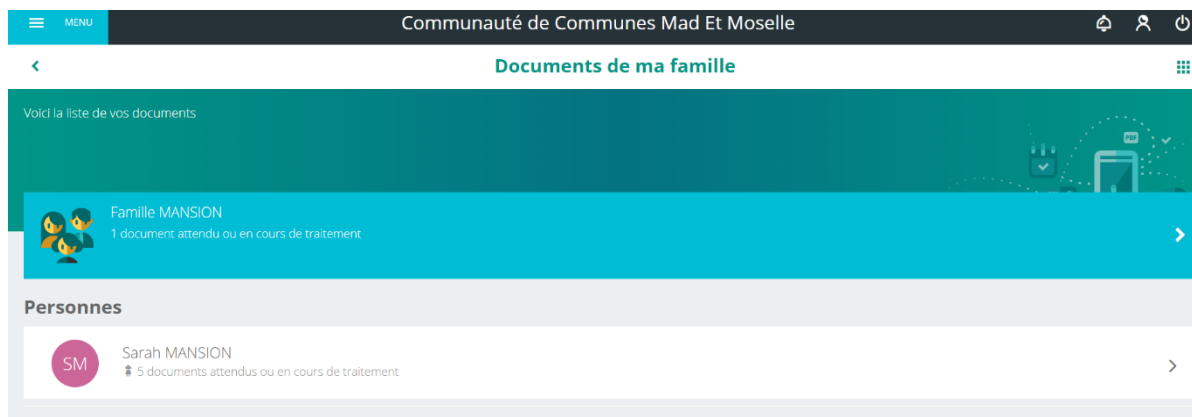 MENU
Communauté de Communes Mad Et Moselle
Documents de ma famille
Voici la liste de vos documents
PDF
Famille MANSION
1 document attendu ou en cours de traitement
Personnes
SM
Sarah MANSION
5 documents attendus ou en cours de traitement